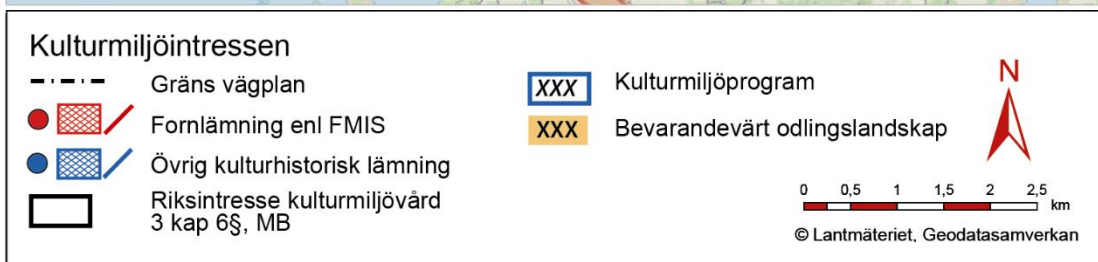 Kulturmiljöintressen
Gräns vägplan
Fornlämning enl FMIS
Övrig kulturhistorisk lämning
Riksintresse kulturmiljövård
3 kap 6§, MB
XXX Kulturmiljöprogram
XXX Bevarandevärt odlingslandskap
N
0 0,5 1 1,5 2 2,5
km
© Lantmäteriet, Geodatasamverkan